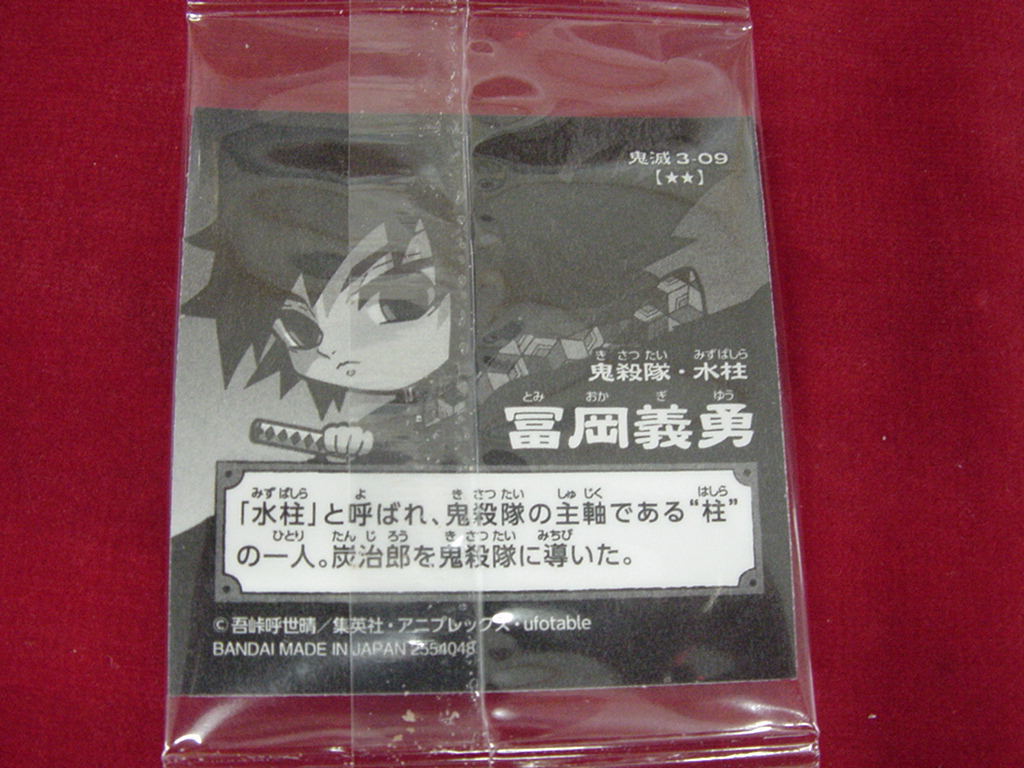 鬼滅 3-09
【★★】
き さつ たい みずばしら
鬼殺隊・水柱
とみ おか ぎ ゆう
冨岡義勇
みずばしら よ き さつ たい しゅ じく はしら
「水柱」と呼ばれ、鬼殺隊の主軸である“柱”
ひとり たん じ ろう き さつ たい みちび
の一人。炭治郎を鬼殺隊に導いた。
©吾峠呼世晴／集英社・アニプレックス・ufotable
BANDAI MADE IN JAPAN 2554048